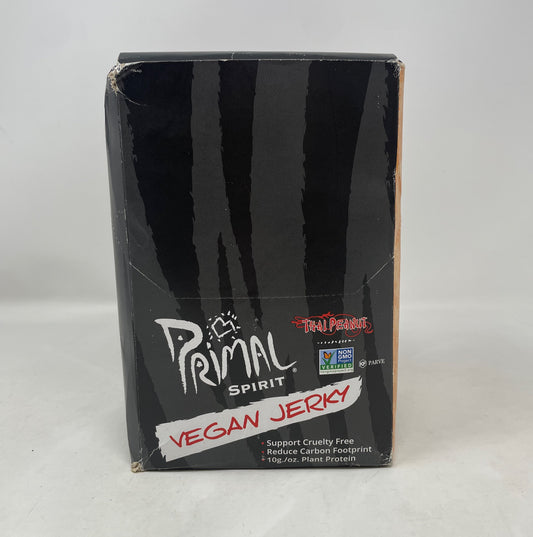 PRIMAL
SPIRIT®
THAI PEANUT
NON
GMO
Project
VERIFIED
PARVE
VEGAN JERKY
Support Cruelty Free
Reduce Carbon Footprint
10g./oz. Plant Protein